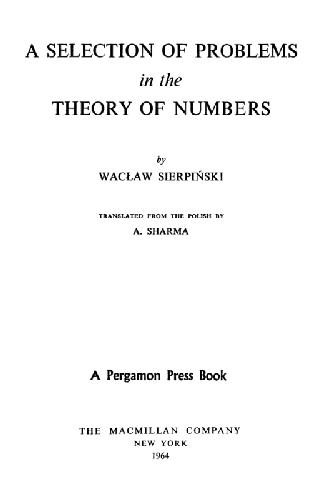 A SELECTION OF PROBLEMS
in the
THEORY OF NUMBERS
by
WACŁAW SIERPIŃSKI
TRANSLATED FROM THE POLISH BY
A. SHARMA
A Pergamon Press Book
THE MACMILLAN COMPANY
NEW YORK
1964